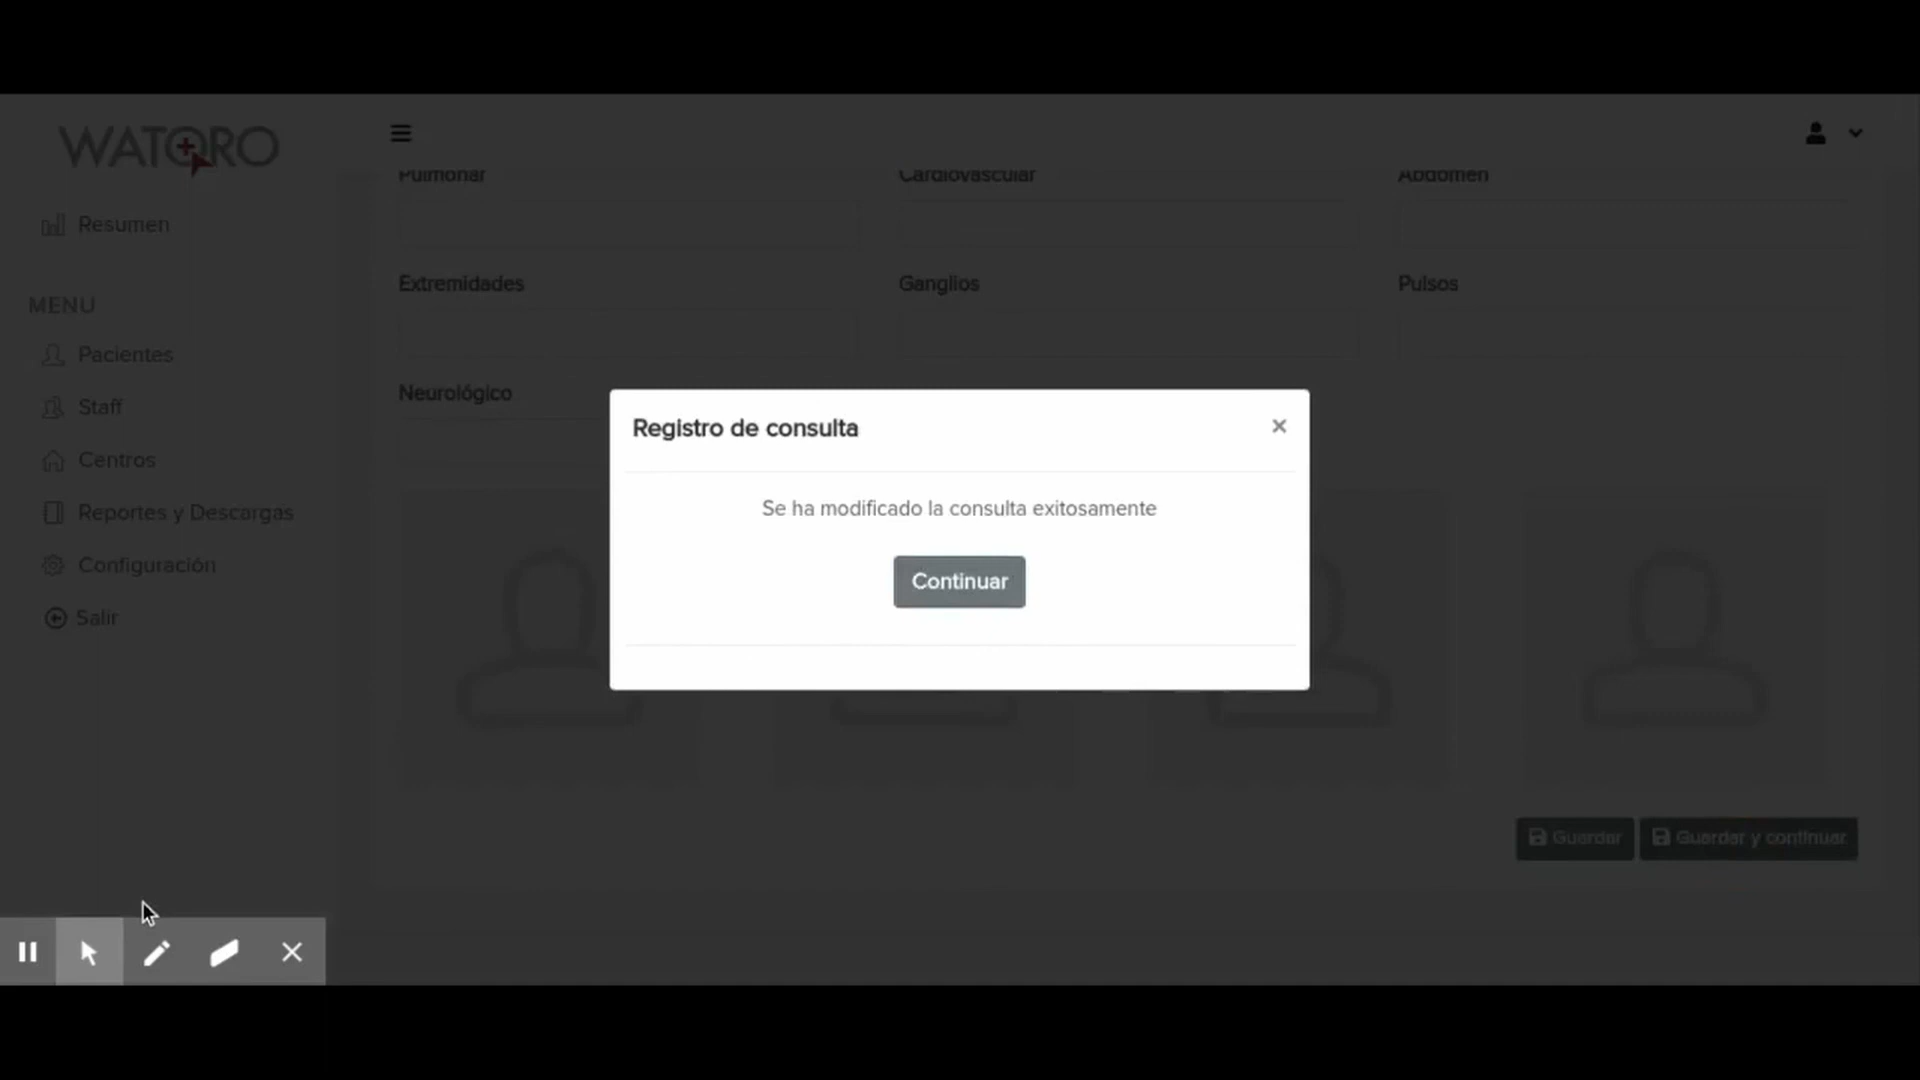 WATORO
Pulmonar
Cardiovascular
Abdomen
Resumen
Extremidades
Ganglios
Pulsos
MENU
Pacientes
Neurológico
Staff
Registro de consulta
×
Centros
Se ha modificado la consulta exitosamente
Reportes y Descargas
Configuración
Continuar
Salir
Guardar
Guardar y continuar